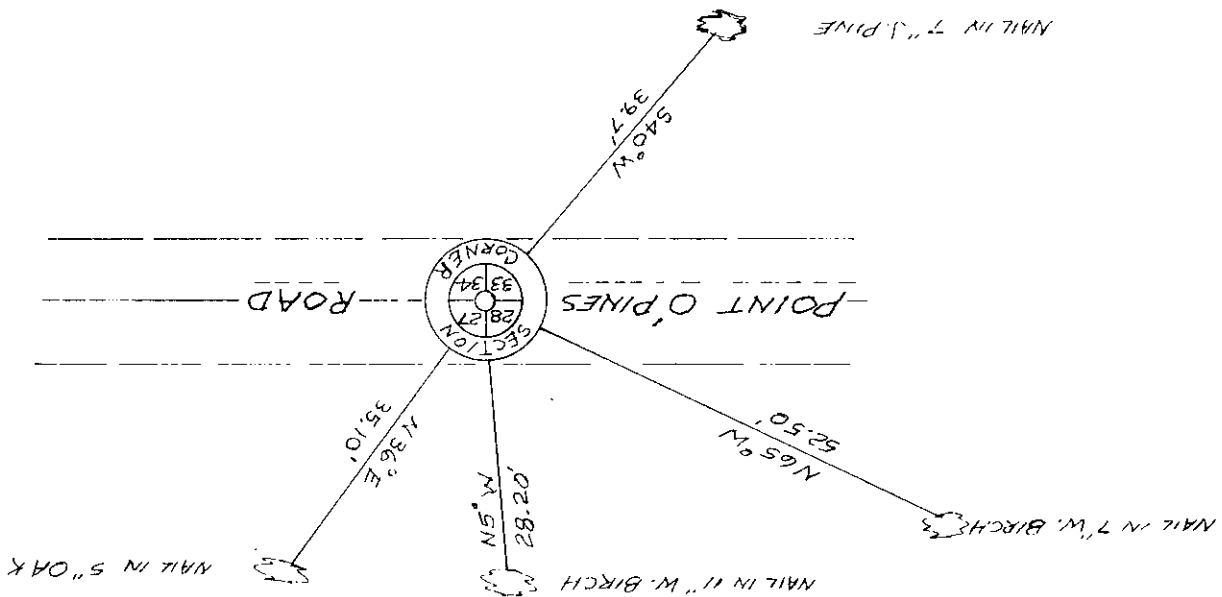 NAIL IN 11" W. BIRCH
NAIL IN 5" OAK
NAIL IN 7" W. BIRCH
N5°W
28.20'
N65°W
52.50'
N36°E
35.10'
SECTION
28 27
POINT O'PINES ROAD
33 34
CORNER
S40°W
39.7'
NAIL IN 7" J. PINE